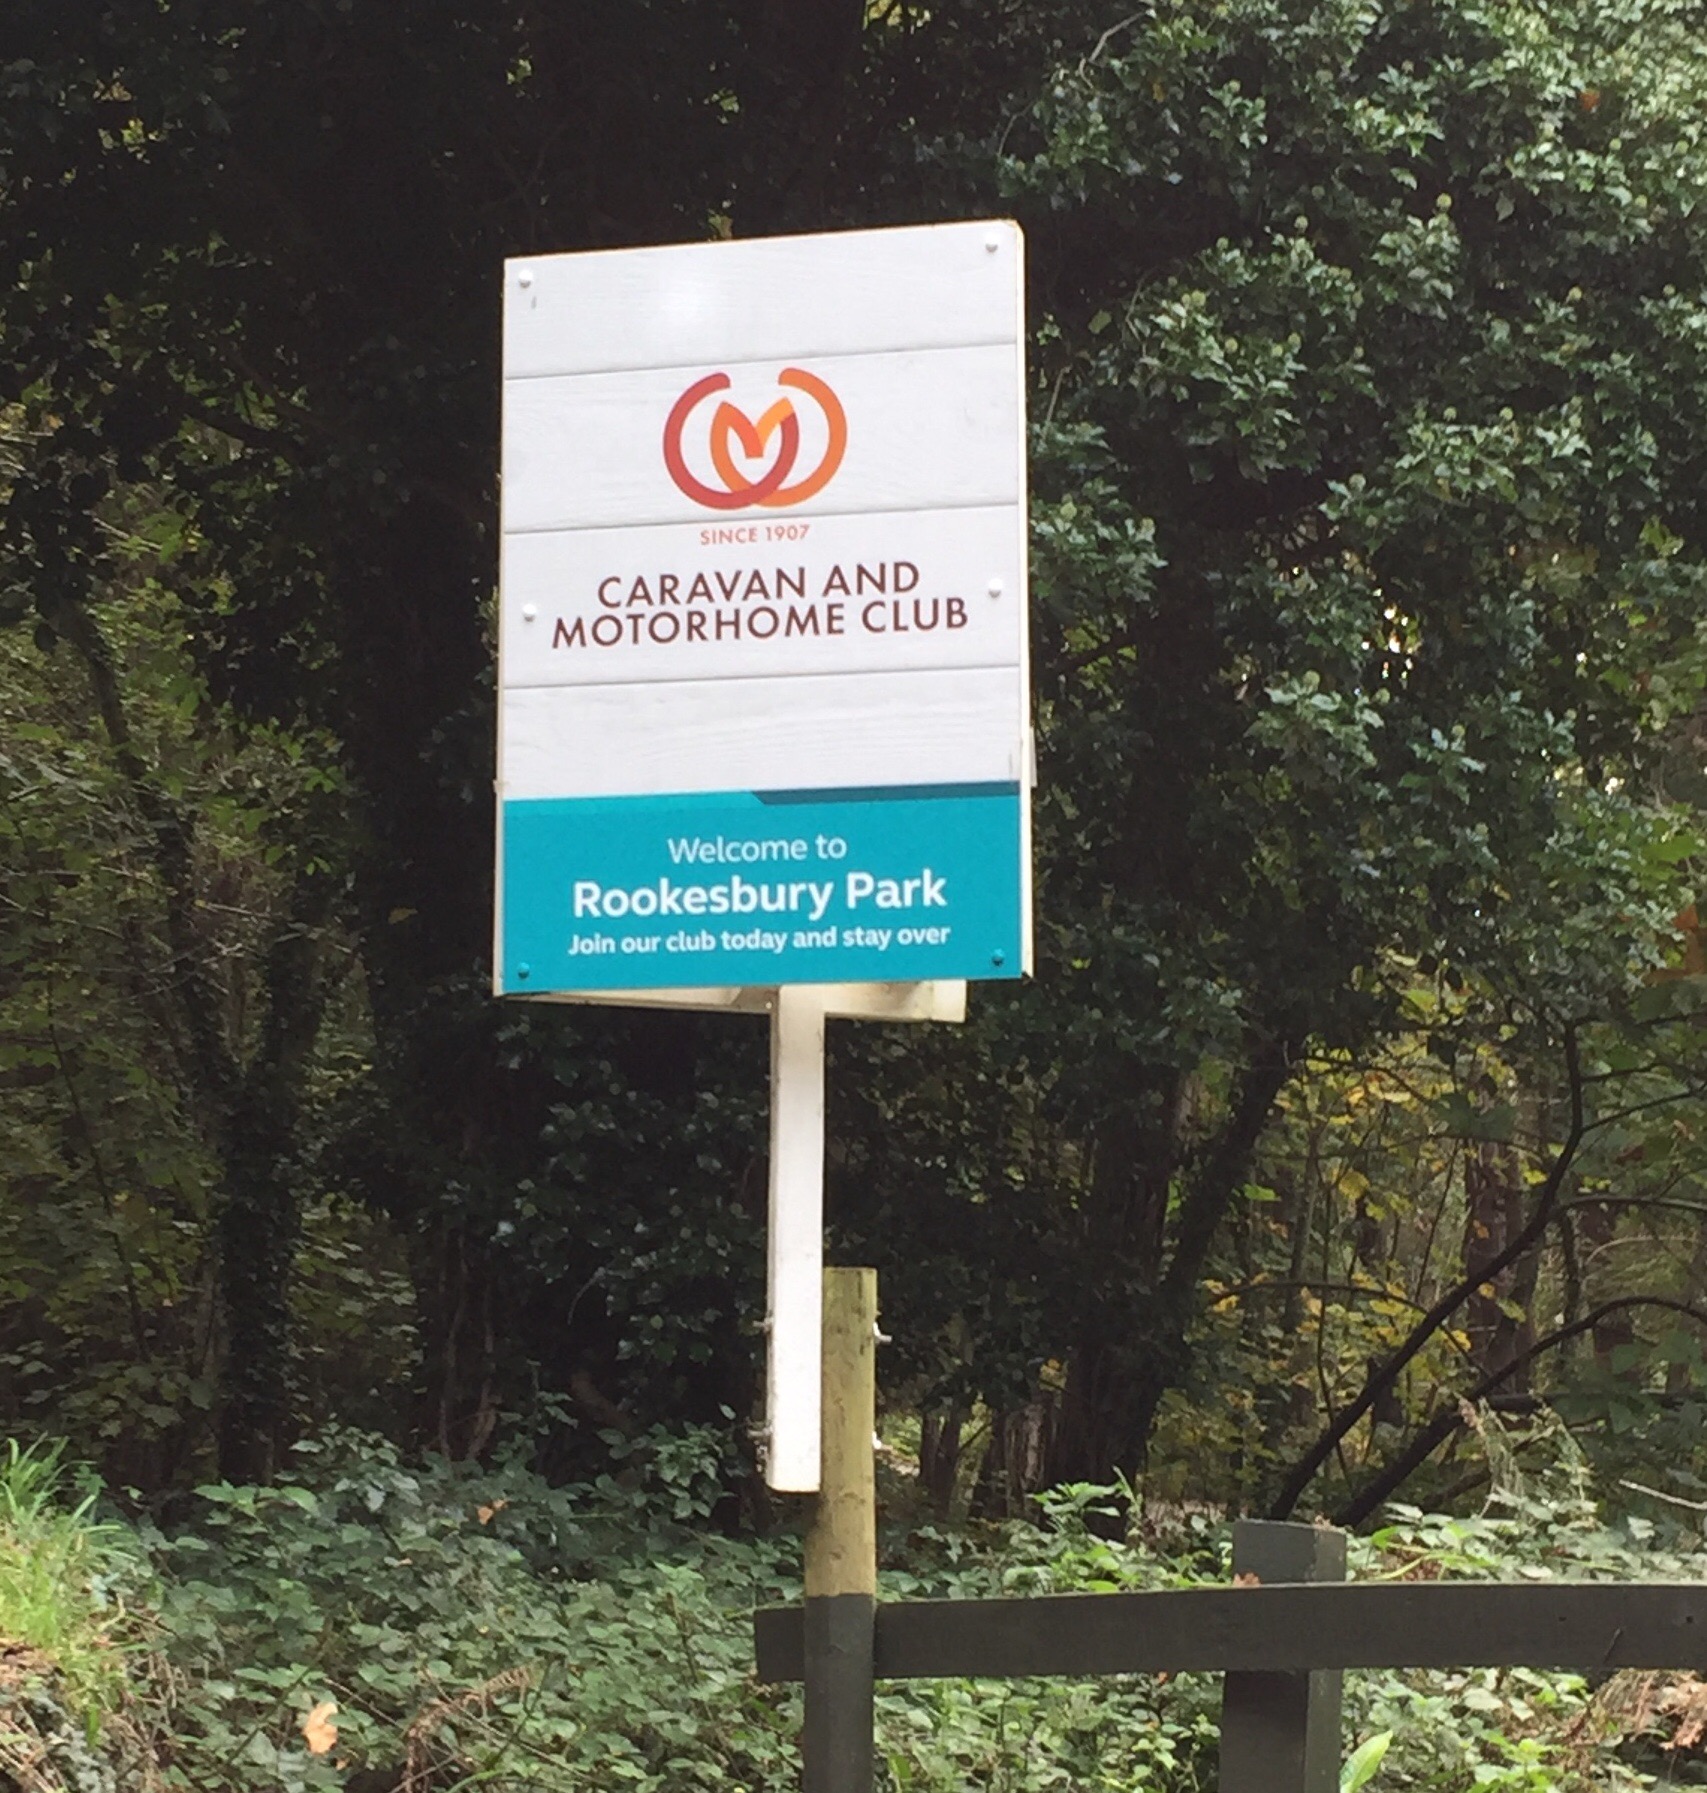 SINCE 1907
CARAVAN AND
MOTORHOME CLUB
Welcome to
Rookesbury Park
Join our club today and stay over